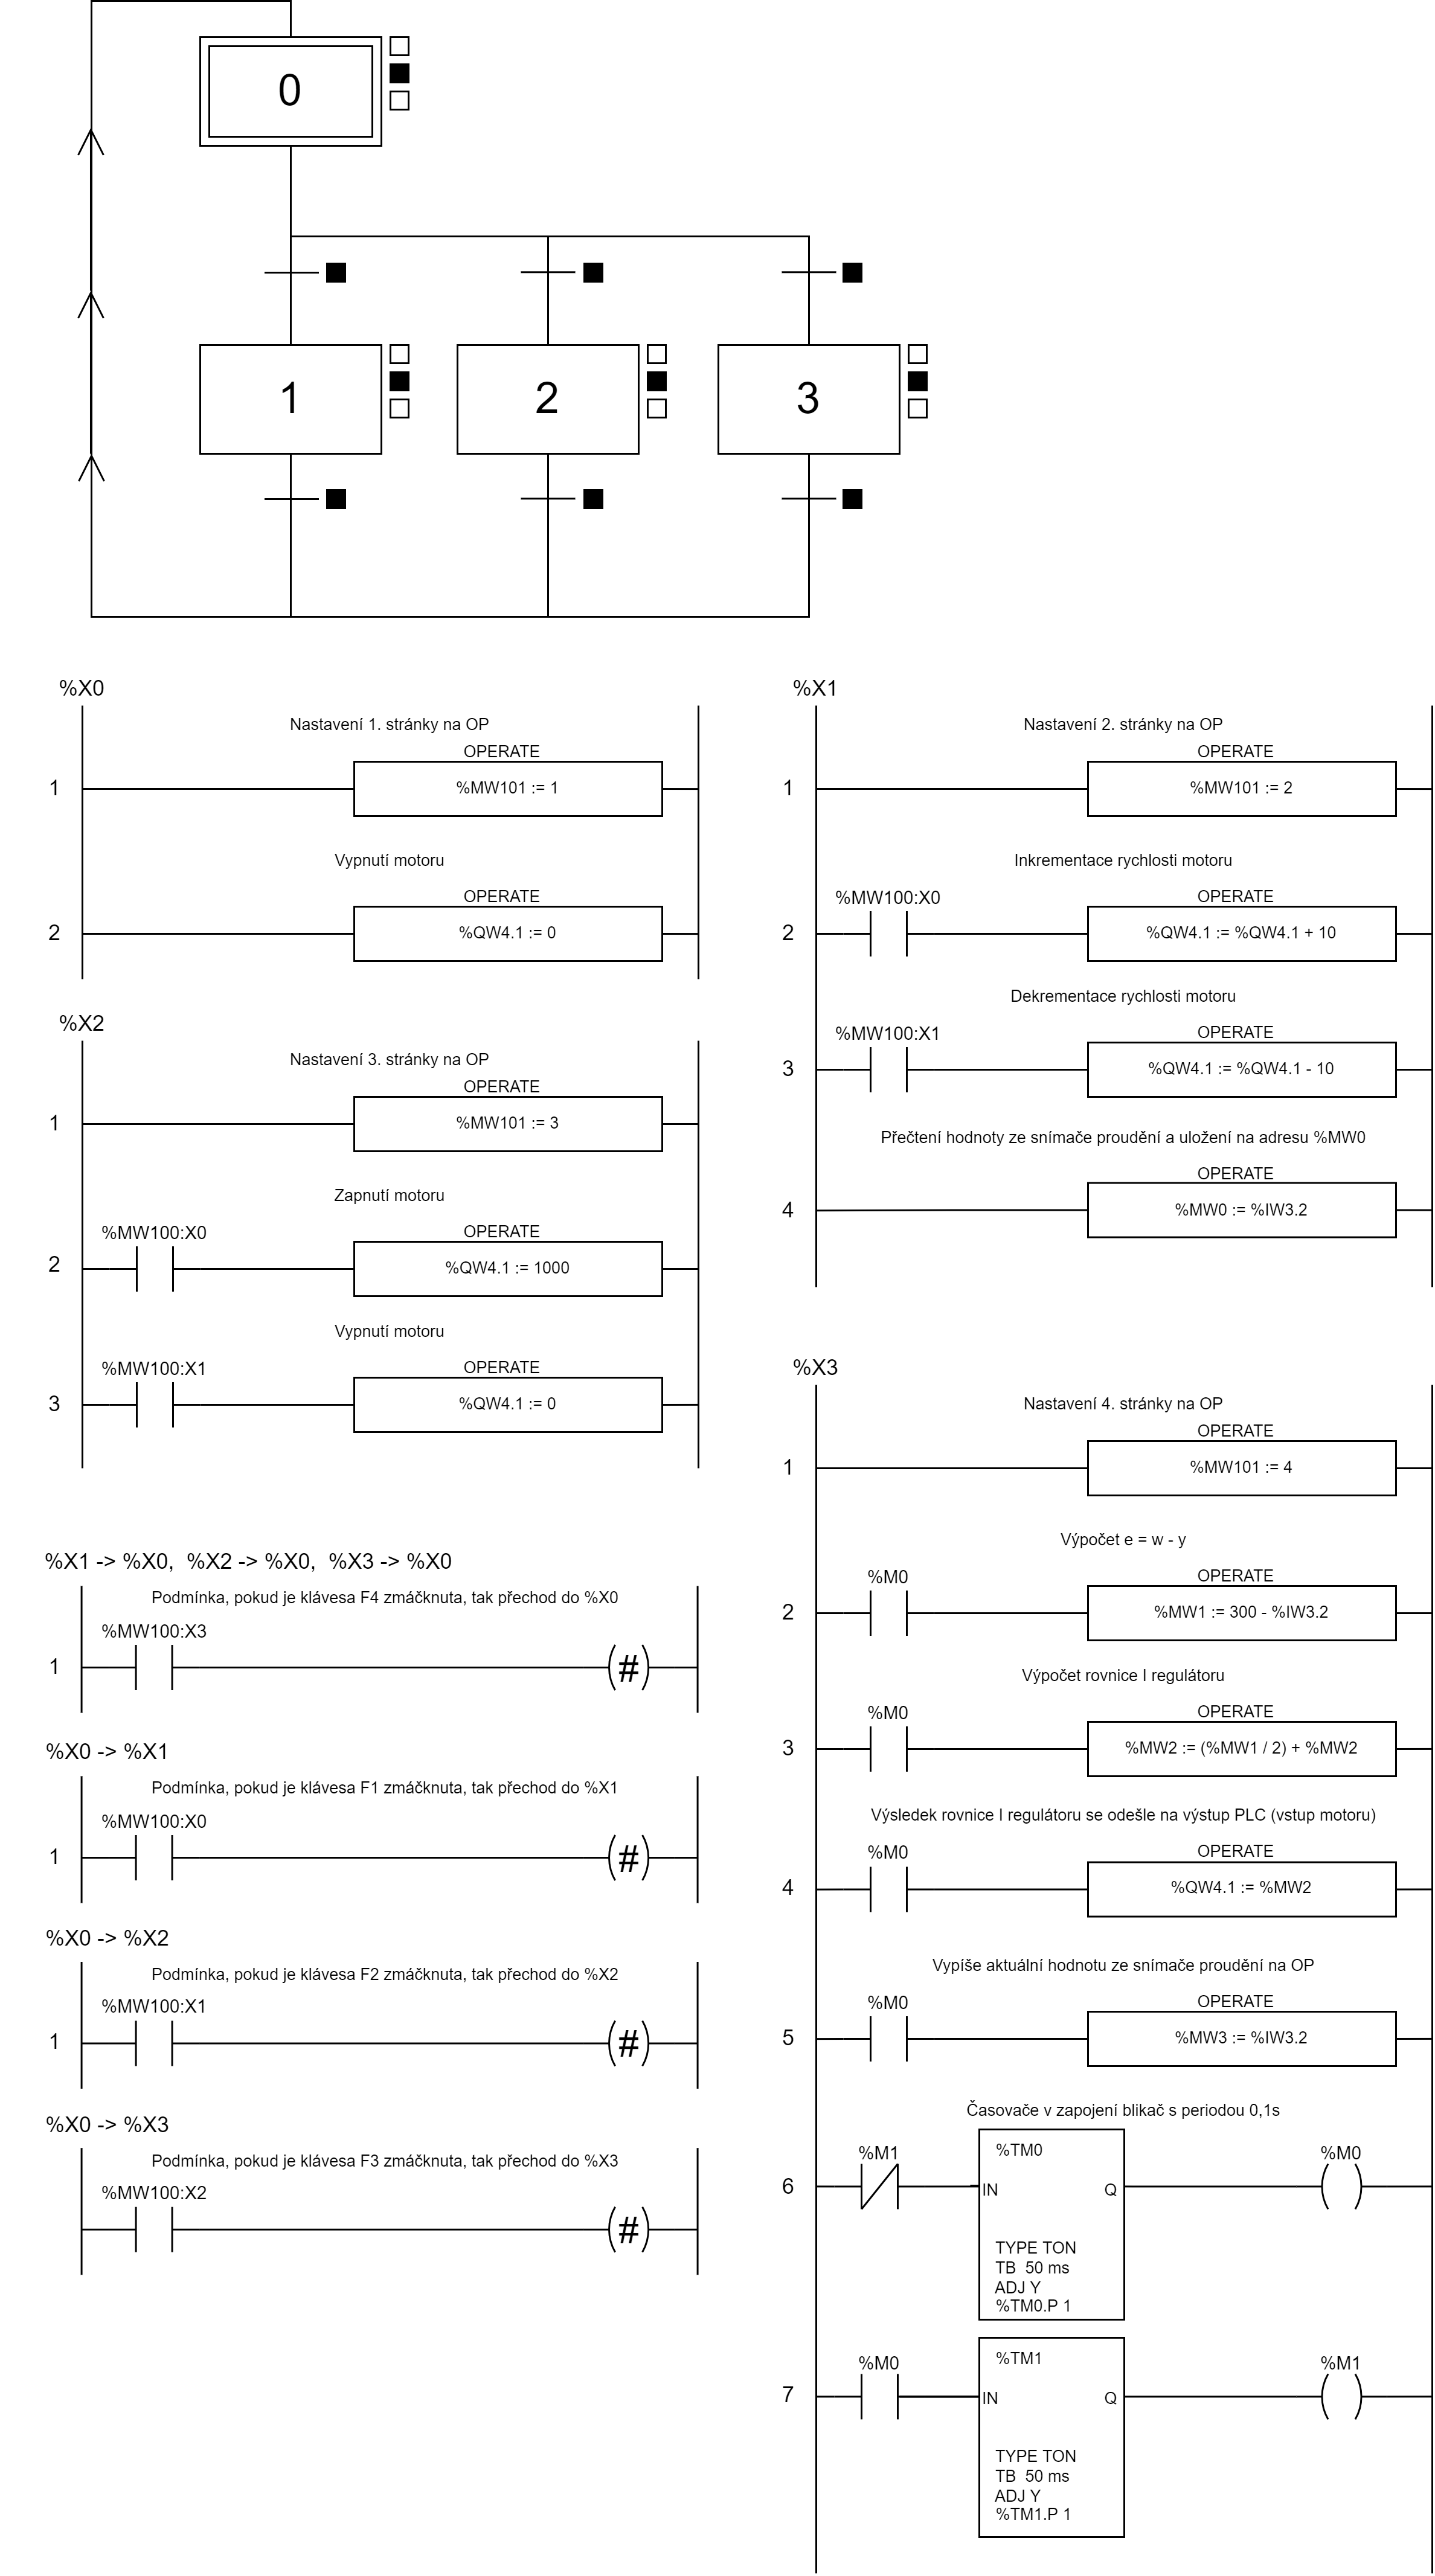 0
1
2
3
%X0
Nastavení 1. stránky na OP
OPERATE
1
%MW101 := 1
Vypnutí motoru
OPERATE
2
%QW4.1 := 0
%X1
Nastavení 2. stránky na OP
OPERATE
1
%MW101 := 2
Inkrementace rychlosti motoru
%MW100:X0
OPERATE
2
%QW4.1 := %QW4.1 + 10
Dekrementace rychlosti motoru
%MW100:X1
OPERATE
3
%QW4.1 := %QW4.1 - 10
Přečtení hodnoty ze snímače proudění a uložení na adresu %MW0
OPERATE
4
%MW0 := %IW3.2
%X2
Nastavení 3. stránky na OP
OPERATE
1
%MW101 := 3
Zapnutí motoru
%MW100:X0
OPERATE
2
%QW4.1 := 1000
Vypnutí motoru
%MW100:X1
OPERATE
3
%QW4.1 := 0
%X3
Nastavení 4. stránky na OP
OPERATE
1
%MW101 := 4
Výpočet e = w - y
%M0
OPERATE
2
%MW1 := 300 - %IW3.2
Výpočet rovnice I regulátoru
%M0
OPERATE
3
%MW2 := (%MW1 / 2) + %MW2
Výsledek rovnice I regulátoru se odešle na výstup PLC (vstup motoru)
%M0
OPERATE
4
%QW4.1 := %MW2
Vypíše aktuální hodnotu ze snímače proudění na OP
%M0
OPERATE
5
%MW3 := %IW3.2
Časovače v zapojení blikač s periodou 0,1s
%M1
%TM0
%M0
6
IN
Q
TYPE TON
TB 50 ms
ADJ Y
%TM0.P 1
%M0
%TM1
%M1
7
IN
Q
TYPE TON
TB 50 ms
ADJ Y
%TM1.P 1
%X1 -> %X0, %X2 -> %X0, %X3 -> %X0
Podmínka, pokud je klávesa F4 zmáčknuta, tak přechod do %X0
%MW100:X3
1
(#)
%X0 -> %X1
Podmínka, pokud je klávesa F1 zmáčknuta, tak přechod do %X1
%MW100:X0
1
(#)
%X0 -> %X2
Podmínka, pokud je klávesa F2 zmáčknuta, tak přechod do %X2
%MW100:X1
1
(#)
%X0 -> %X3
Podmínka, pokud je klávesa F3 zmáčknuta, tak přechod do %X3
%MW100:X2
(#)